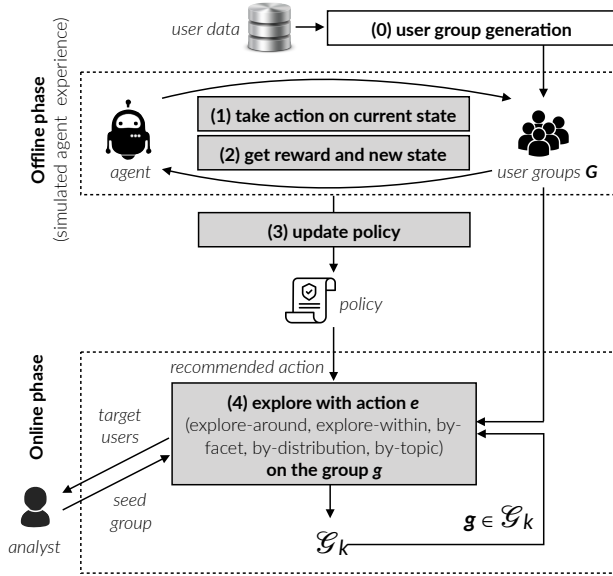 user data
(0) user group generation
Offline phase
(simulated agent experience)
(1) take action on current state
(2) get reward and new state
agent
user groups G
(3) update policy
policy
Online phase
recommended action
(4) explore with action e
(explore-around, explore-within, by-
facet, by-distribution, by-topic)
on the group g
target
users
seed
group
analyst
𝒢k
g ∈ 𝒢k